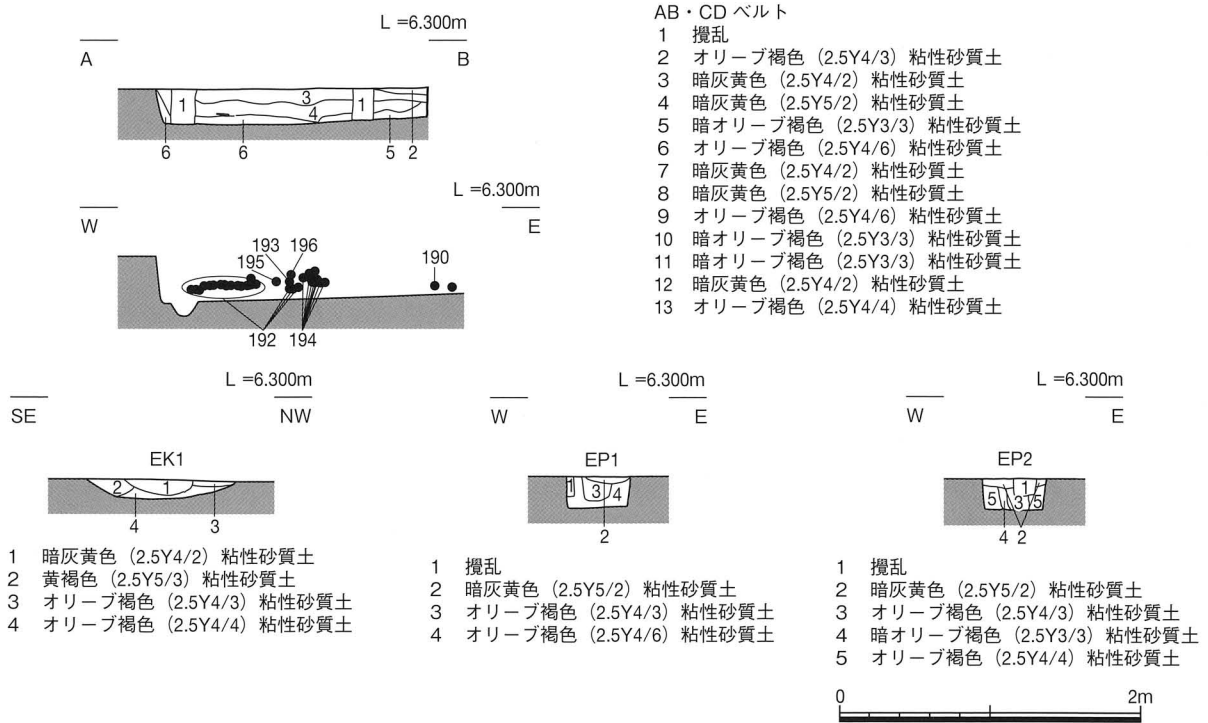 L =6.300m
A B
1 3 1
4
6 6 5 2
L =6.300m
W E
193 196
195 190
192 194
AB・CD ベルト
1 攪乱
2 オリーブ褐色（2.5Y4/3）粘性砂質土
3 暗灰黄色（2.5Y4/2）粘性砂質土
4 暗灰黄色（2.5Y5/2）粘性砂質土
5 暗オリーブ褐色（2.5Y3/3）粘性砂質土
6 オリーブ褐色（2.5Y4/6）粘性砂質土
7 暗灰黄色（2.5Y4/2）粘性砂質土
8 暗灰黄色（2.5Y5/2）粘性砂質土
9 オリーブ褐色（2.5Y4/6）粘性砂質土
10 暗オリーブ褐色（2.5Y3/3）粘性砂質土
11 暗オリーブ褐色（2.5Y3/3）粘性砂質土
12 暗灰黄色（2.5Y4/2）粘性砂質土
13 オリーブ褐色（2.5Y4/4）粘性砂質土
L =6.300m
SE NW
EK1
2 1
4 3
1 暗灰黄色（2.5Y4/2）粘性砂質土
2 黄褐色（2.5Y5/3）粘性砂質土
3 オリーブ褐色（2.5Y4/3）粘性砂質土
4 オリーブ褐色（2.5Y4/4）粘性砂質土
L =6.300m
W E
EP1
1 3 4
2
1 攪乱
2 暗灰黄色（2.5Y5/2）粘性砂質土
3 オリーブ褐色（2.5Y4/3）粘性砂質土
4 オリーブ褐色（2.5Y4/6）粘性砂質土
L =6.300m
W E
EP2
1
5 3 5
4 2
1 攪乱
2 暗灰黄色（2.5Y5/2）粘性砂質土
3 オリーブ褐色（2.5Y4/3）粘性砂質土
4 暗オリーブ褐色（2.5Y3/3）粘性砂質土
5 オリーブ褐色（2.5Y4/4）粘性砂質土
0 2m